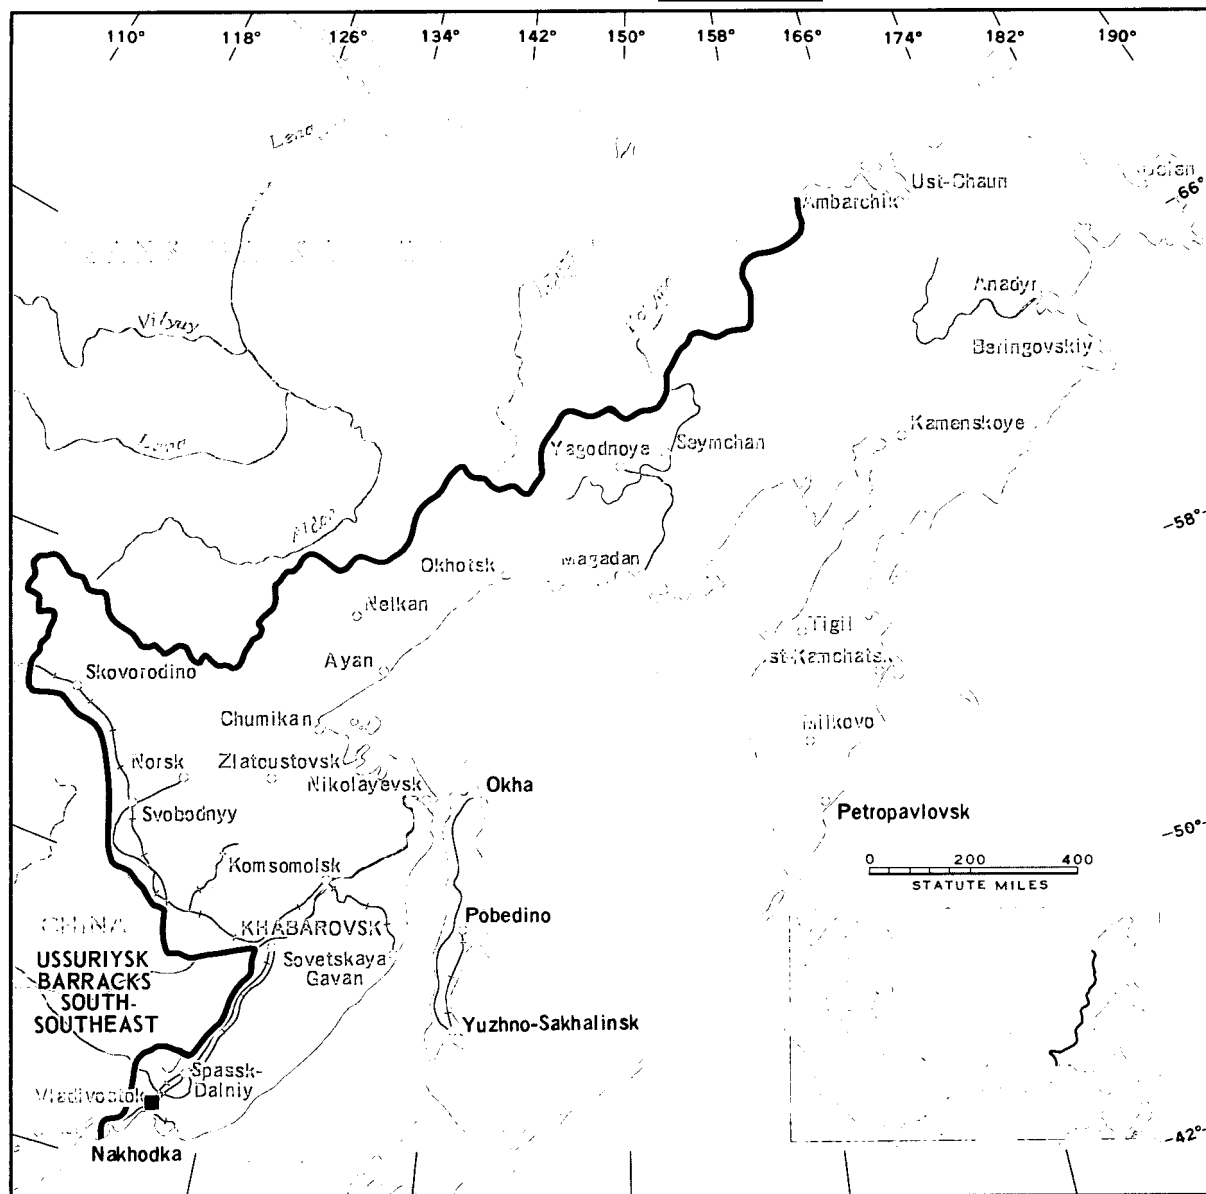 110° 118° 126° 134° 142° 150° 158° 166° 174° 182° 190°
Lena
Ust-Chaun
Ambarchik
66°
Anadyr
Vilyuy
Beringovskiy
Kamenskoye
Lena
Yagodnoye
Seymchan
Aldan
58°
Okhotsk
Magadan
Nelkan
Tigil
Ayan
st-Kamchatsk
Skovorodino
Chumikan
Milkovo
Norsk
Zlatoustovsk
Nikolayevsk
Okha
Svobodnyy
Petropavlovsk
50°
Komsomolsk
0 200 400
STATUTE MILES
CHINA
KHABAROVSK
Pobedino
USSURIYSK
BARRACKS
SOUTH-
SOUTHEAST
Sovetskaya
Gavan
Yuzhno-Sakhalinsk
Spassk-
Dalniy
Vladivostok
42°
Nakhodka